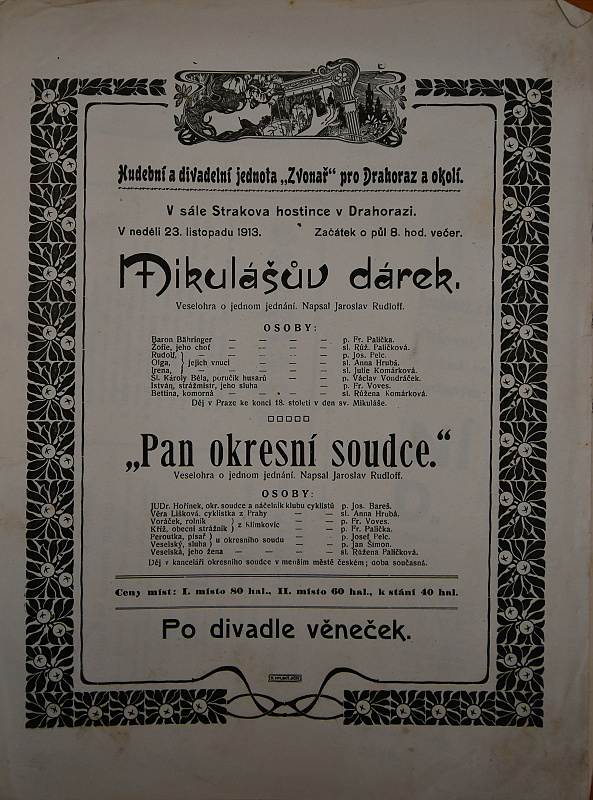 Hudební a divadelní jednota „Zvonař“ pro Drahoraz a okolí.
V sále Strakova hostince v Drahorazi.
V neděli 23. listopadu 1913. Začátek o půl 8. hod. večer.
Mikulášův dárek.
Veselohra o jednom jednání. Napsal Jaroslav Rudloff.
OSOBY:
Baron Bähringer — — — — p. Fr. Palička.
Žofie, jeho choť — — — — sl. Růž. Paličková.
Rudolf, } — — — — p. Jos. Pelc.
Olga, } jejich vnuci — — — sl. Anna Hrubá.
Irena, } — — — — sl. Julie Komárková.
Sl. Károly Běla, poručík husarů — — p. Václav Vondráček.
István, strážmistr, jeho sluha — — p. Fr. Voves.
Bettina, komorná — — — — sl. Růžena Komárková.
Děj v Praze ke konci 18. století v den sv. Mikuláše.
„Pan okresní soudce.“
Veselohra o jednom jednání. Napsal Jaroslav Rudloff.
OSOBY:
JUDr. Hořínek, okr. soudce a náčelník klubu cyklistů p. Jos. Bareš.
Věra Lišková, cyklistka z Prahy — — sl. Anna Hrubá.
Voráček, rolník } z Klimkovic — — p. Fr. Voves.
Kříž, obecní strážník } — — p. Fr. Palička.
Peroutka, písař } u okresního soudu — — p. Josef Pelc.
Veselský, sluha } — — p. Jan Šimon.
Veselská, jeho žena — — — — sl. Růžena Paličková.
Děj v kanceláři okresního soudce v menším městě českém; doba současná.
Ceny míst: I. místo 80 hal., II. místo 60 hal., k stání 40 hal.
Po divadle věneček.